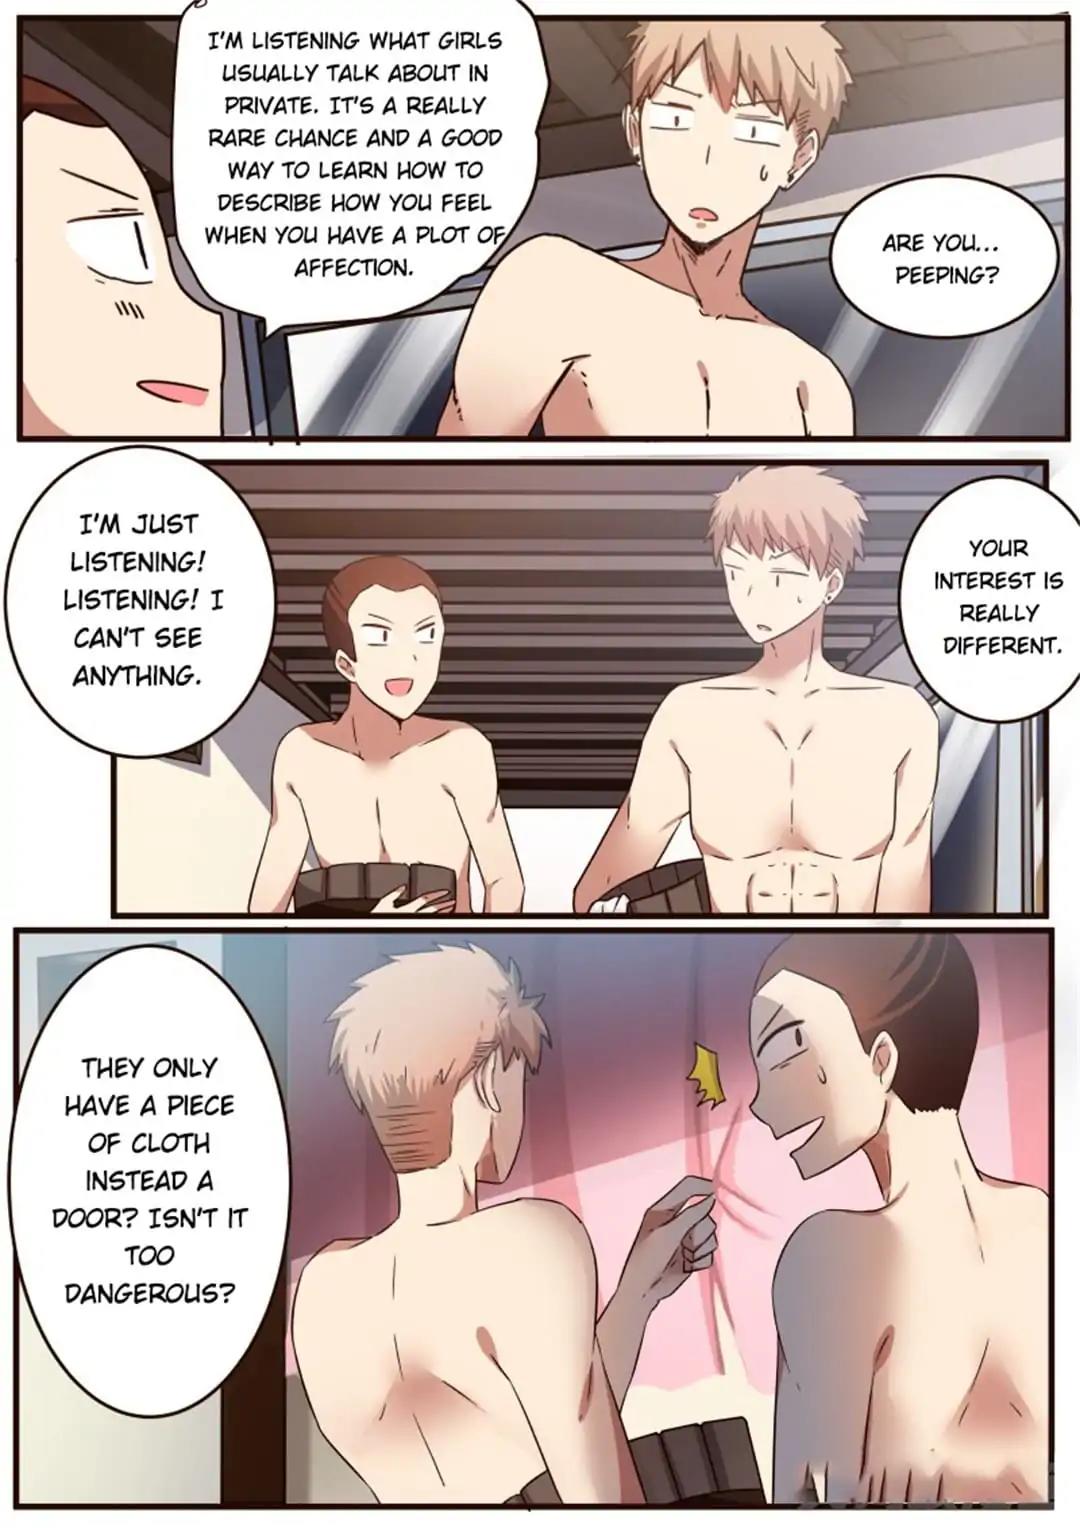 I'M LISTENING WHAT GIRLS
USUALLY TALK ABOUT IN
PRIVATE. IT'S A REALLY
RARE CHANCE AND A GOOD
WAY TO LEARN HOW TO
DESCRIBE HOW YOU FEEL
WHEN YOU HAVE A PLOT OF
AFFECTION.
ARE YOU...
PEEPING?
I'M JUST
LISTENING!
LISTENING! I
CAN'T SEE
ANYTHING.
YOUR
INTEREST IS
REALLY
DIFFERENT.
THEY ONLY
HAVE A PIECE
OF CLOTH
INSTEAD A
DOOR? ISN'T IT
TOO
DANGEROUS?